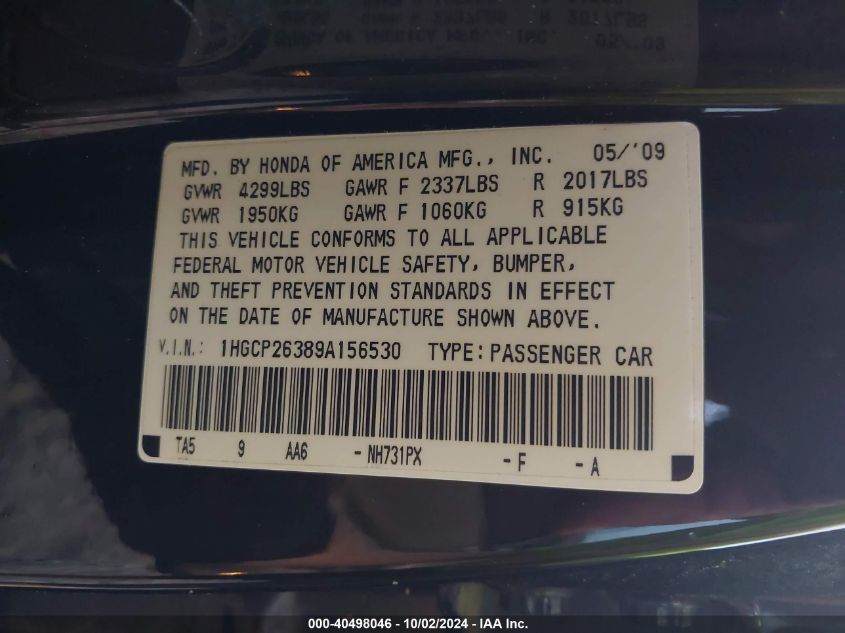 MFD. BY HONDA OF AMERICA MFG., INC. 05/'09
GVWR 4299LBS GAWR F 2337LBS R 2017LBS
GVWR 1950KG GAWR F 1060KG R 915KG
THIS VEHICLE CONFORMS TO ALL APPLICABLE
FEDERAL MOTOR VEHICLE SAFETY, BUMPER,
AND THEFT PREVENTION STANDARDS IN EFFECT
ON THE DATE OF MANUFACTURE SHOWN ABOVE.
V.I.N.: 1HGCP26389A156530 TYPE: PASSENGER CAR
TA5 9 AA6 - NH731PX - F - A
000-40498046 - 10/02/2024 - IAA Inc.